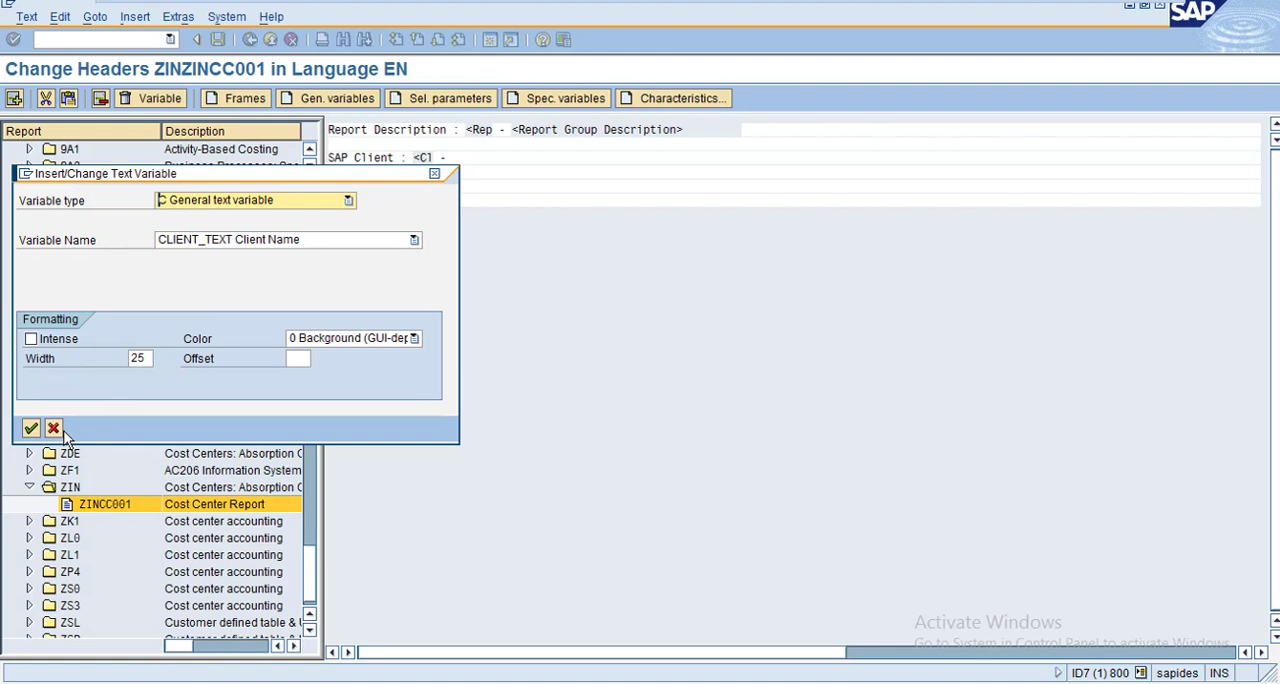 Text Edit Goto Insert Extras System Help
SAP
Change Headers ZINZINCC001 in Language EN
Variable Frames Gen. variables Sel. parameters Spec. variables Characteristics...
Report Description
9A1 Activity-Based Costing
Report Description : <Rep - <Report Group Description>
SAP Client : <Cl -
Insert/Change Text Variable
Variable type C General text variable
Variable Name CLIENT_TEXT Client Name
Formatting
Intense Color 0 Background (GUI-dep
Width 25 Offset
ZDE Cost Centers: Absorption C
ZF1 AC206 Information System
ZIN Cost Centers: Absorption C
ZINCC001 Cost Center Report
ZK1 Cost center accounting
ZL0 Cost center accounting
ZL1 Cost center accounting
ZP4 Cost center accounting
ZS0 Cost center accounting
ZS3 Cost center accounting
ZSL Customer defined table & U
Activate Windows
Go to System in Control Panel to activate Windows.
ID7 (1) 800 sapides INS